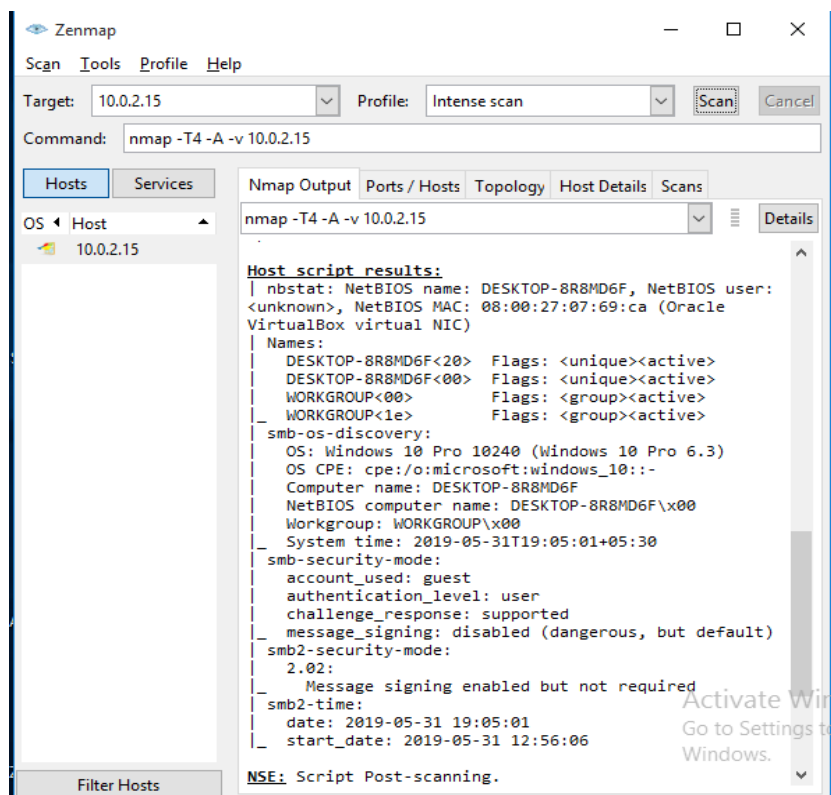 Zenmap
Scan Tools Profile Help
Target: 10.0.2.15 Profile: Intense scan Scan Cancel
Command: nmap -T4 -A -v 10.0.2.15
Hosts Services
Nmap Output Ports / Hosts Topology Host Details Scans
OS Host
nmap -T4 -A -v 10.0.2.15 Details
10.0.2.15
Host script results:
| nbstat: NetBIOS name: DESKTOP-8R8MD6F, NetBIOS user:
<unknown>, NetBIOS MAC: 08:00:27:07:69:ca (Oracle
VirtualBox virtual NIC)
| Names:
|   DESKTOP-8R8MD6F<20>  Flags: <unique><active>
|   DESKTOP-8R8MD6F<00>  Flags: <unique><active>
|   WORKGROUP<00>        Flags: <group><active>
|_  WORKGROUP<1e>        Flags: <group><active>
| smb-os-discovery:
|   OS: Windows 10 Pro 10240 (Windows 10 Pro 6.3)
|   OS CPE: cpe:/o:microsoft:windows_10::-
|   Computer name: DESKTOP-8R8MD6F
|   NetBIOS computer name: DESKTOP-8R8MD6F\x00
|   Workgroup: WORKGROUP\x00
|_  System time: 2019-05-31T19:05:01+05:30
| smb-security-mode:
|   account_used: guest
|   authentication_level: user
|   challenge_response: supported
|_  message_signing: disabled (dangerous, but default)
| smb2-security-mode:
|   2.02:
|_    Message signing enabled but not required
| smb2-time:
|   date: 2019-05-31 19:05:01
|_  start_date: 2019-05-31 12:56:06
NSE: Script Post-scanning.
Activate Wir
Go to Settings t
Windows.
Filter Hosts